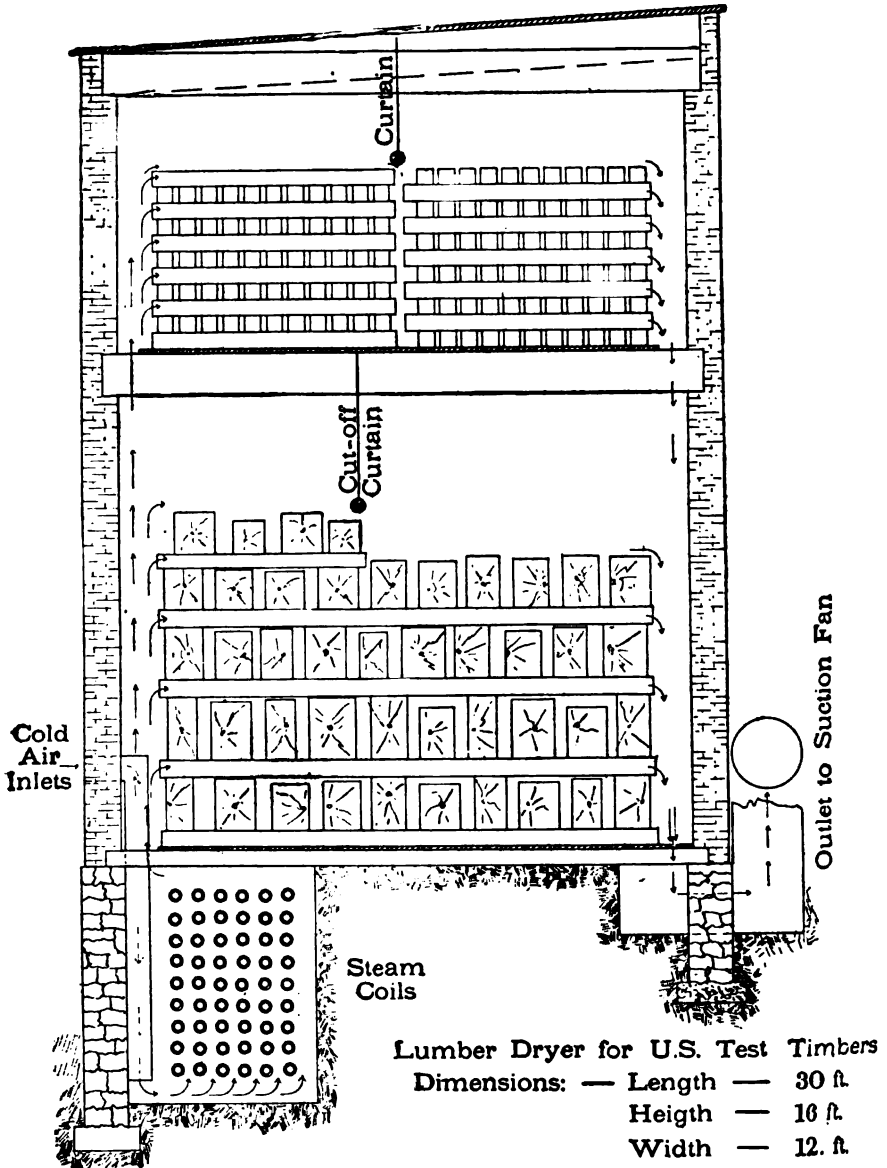 Curtain
Cut-off
Curtain
Cold
Air
Inlets
Outlet to Suction Fan
Steam
Coils
Lumber Dryer for U.S. Test Timbers
Dimensions: — Length — 30 ft.
Heigth — 16 ft.
Width — 12. ft.